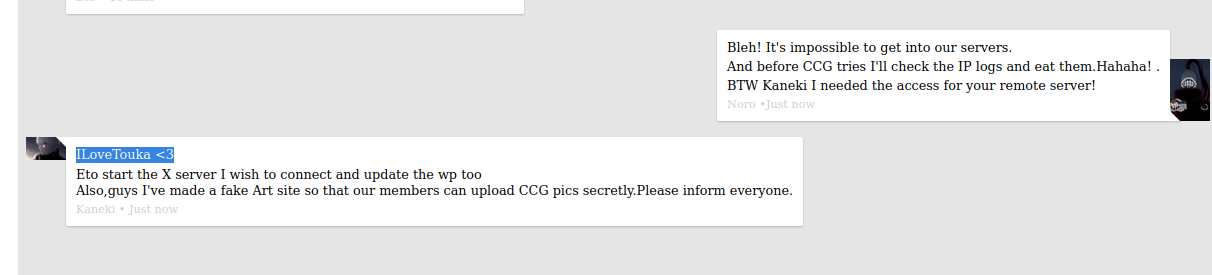 Bleh! It's impossible to get into our servers.
And before CCG tries I'll check the IP logs and eat them.Hahaha! .
BTW Kaneki I needed the access for your remote server!
Noro •Just now
ILoveTouka <3
Eto start the X server I wish to connect and update the wp too
Also,guys I've made a fake Art site so that our members can upload CCG pics secretly.Please inform everyone.
Kaneki • Just now